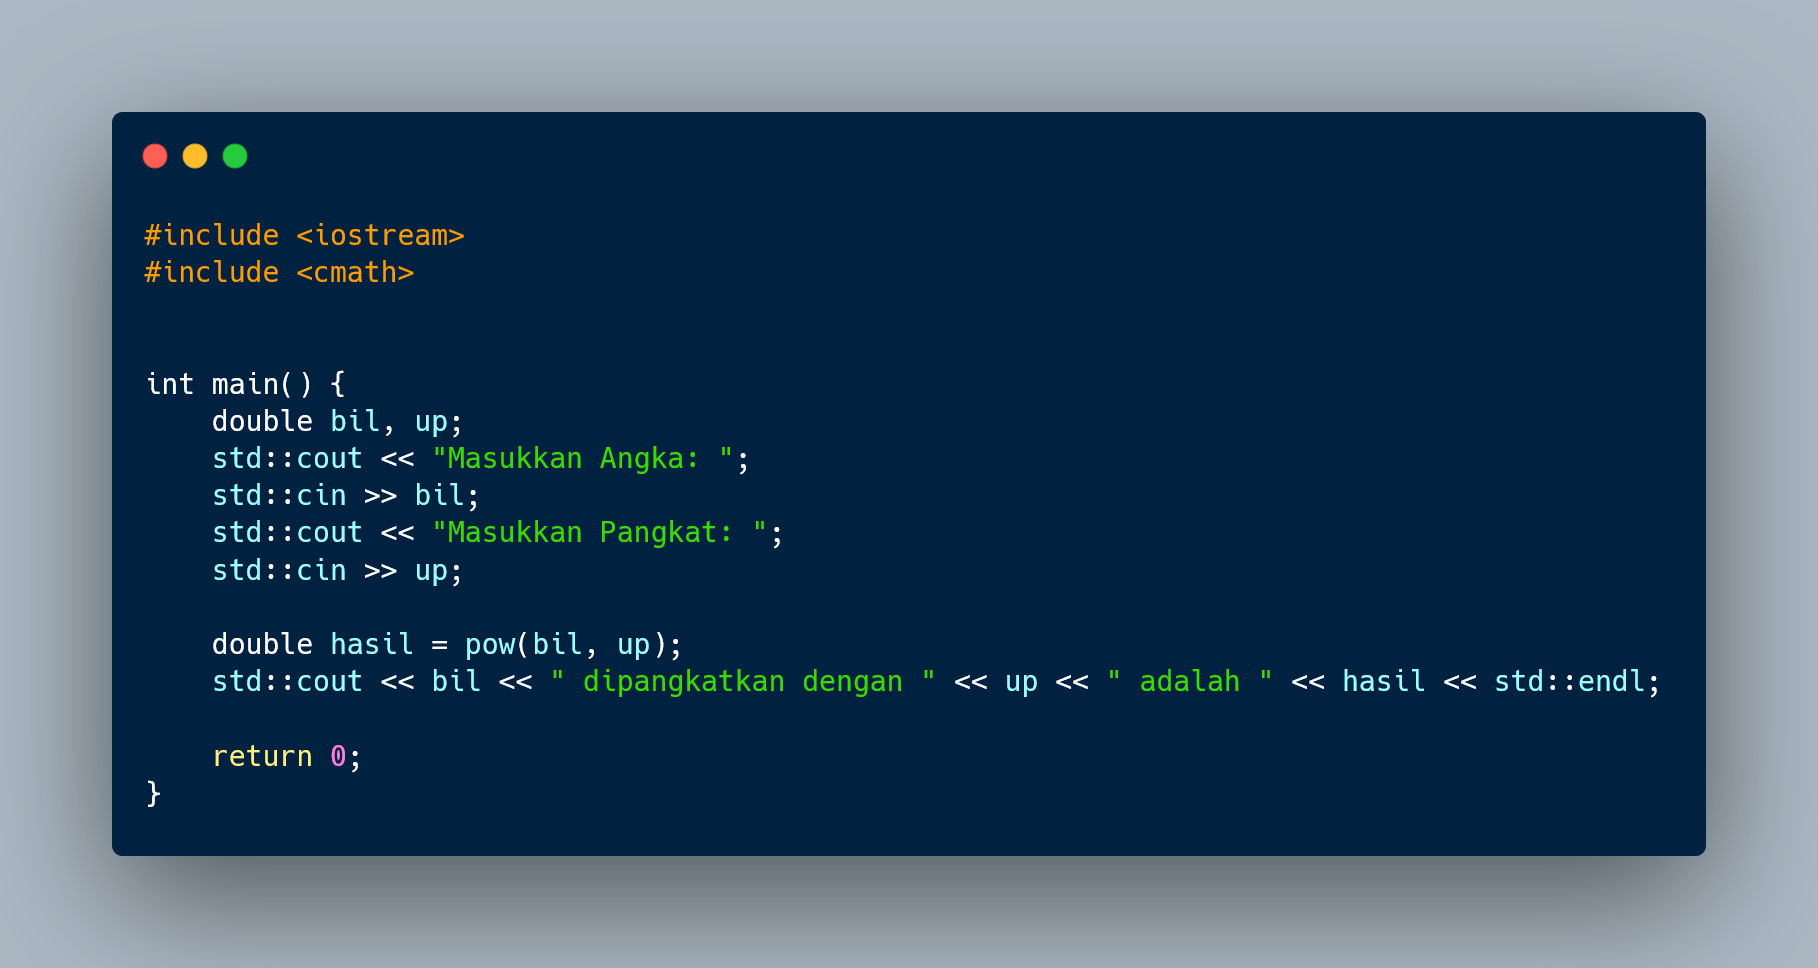 #include <iostream>
#include <cmath>
int main() {
    double bil, up;
    std::cout << "Masukkan Angka: ";
    std::cin >> bil;
    std::cout << "Masukkan Pangkat: ";
    std::cin >> up;
    double hasil = pow(bil, up);
    std::cout << bil << " dipangkatkan dengan " << up << " adalah " << hasil << std::endl;
    return 0;
}